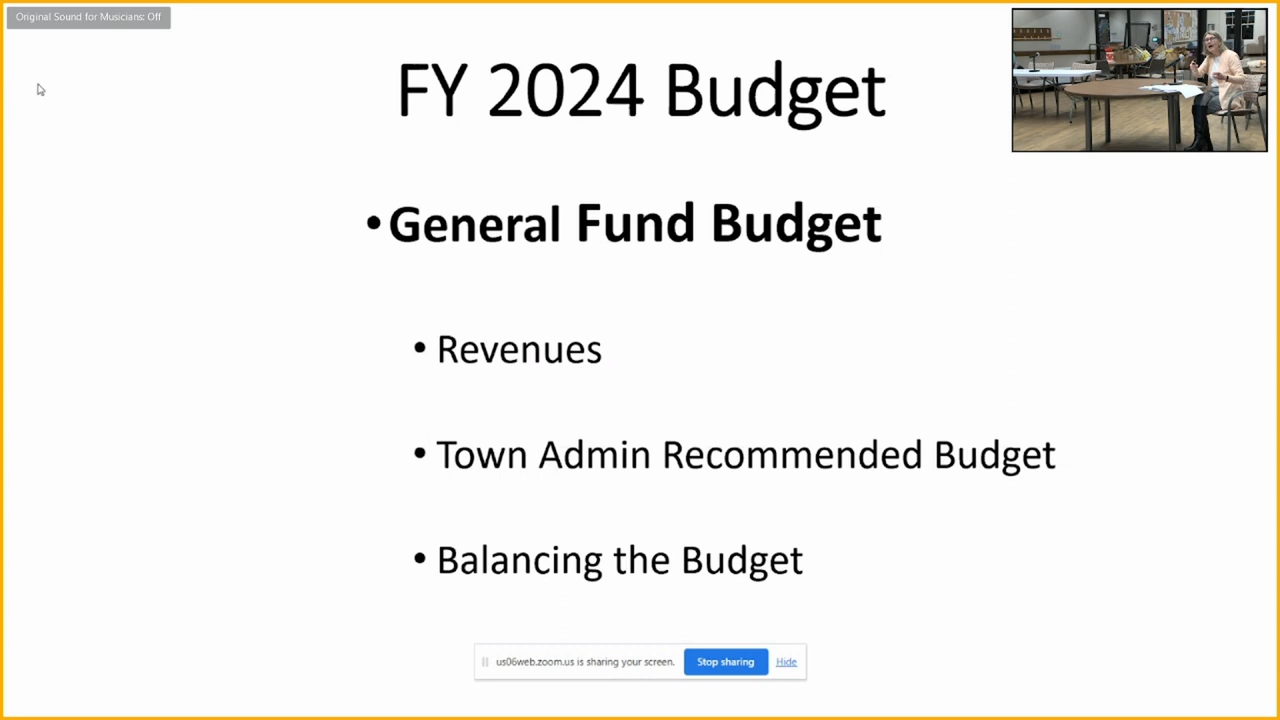 Original Sound for Musicians: Off
FY 2024 Budget
•General Fund Budget
• Revenues
• Town Admin Recommended Budget
• Balancing the Budget
us06web.zoom.us is sharing your screen. Stop sharing Hide